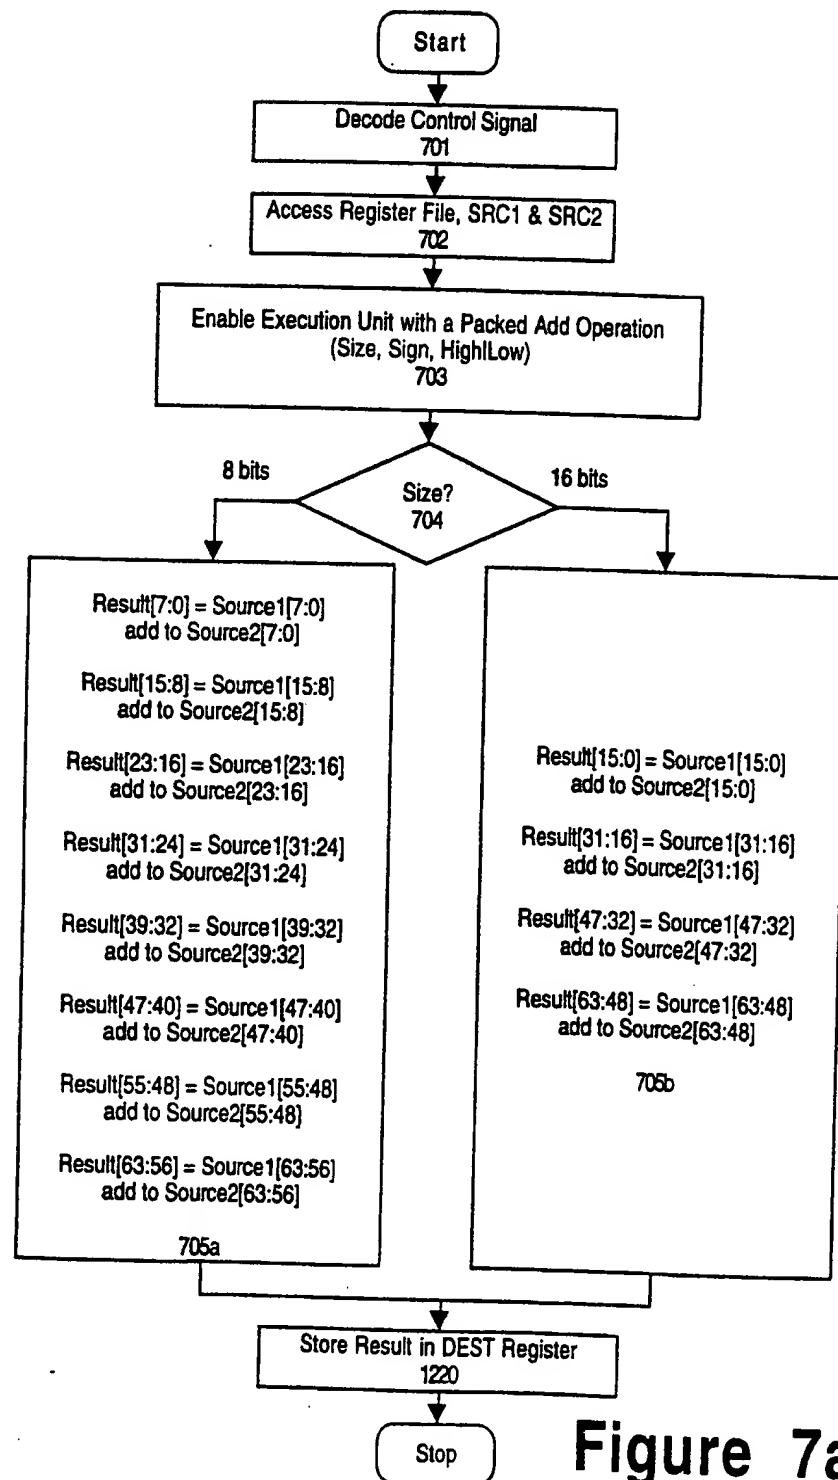 Start
Decode Control Signal
701
Access Register File, SRC1 & SRC2
702
Enable Execution Unit with a Packed Add Operation
(Size, Sign, High|Low)
703
8 bits
Size?
704
16 bits
Result[7:0] = Source1[7:0]
add to Source2[7:0]
Result[15:8] = Source1[15:8]
add to Source2[15:8]
Result[23:16] = Source1[23:16]
add to Source2[23:16]
Result[31:24] = Source1[31:24]
add to Source2[31:24]
Result[39:32] = Source1[39:32]
add to Source2[39:32]
Result[47:40] = Source1[47:40]
add to Source2[47:40]
Result[55:48] = Source1[55:48]
add to Source2[55:48]
Result[63:56] = Source1[63:56]
add to Source2[63:56]
705a
Result[15:0] = Source1[15:0]
add to Source2[15:0]
Result[31:16] = Source1[31:16]
add to Source2[31:16]
Result[47:32] = Source1[47:32]
add to Source2[47:32]
Result[63:48] = Source1[63:48]
add to Source2[63:48]
705b
Store Result in DEST Register
1220
Stop
Figure 7a